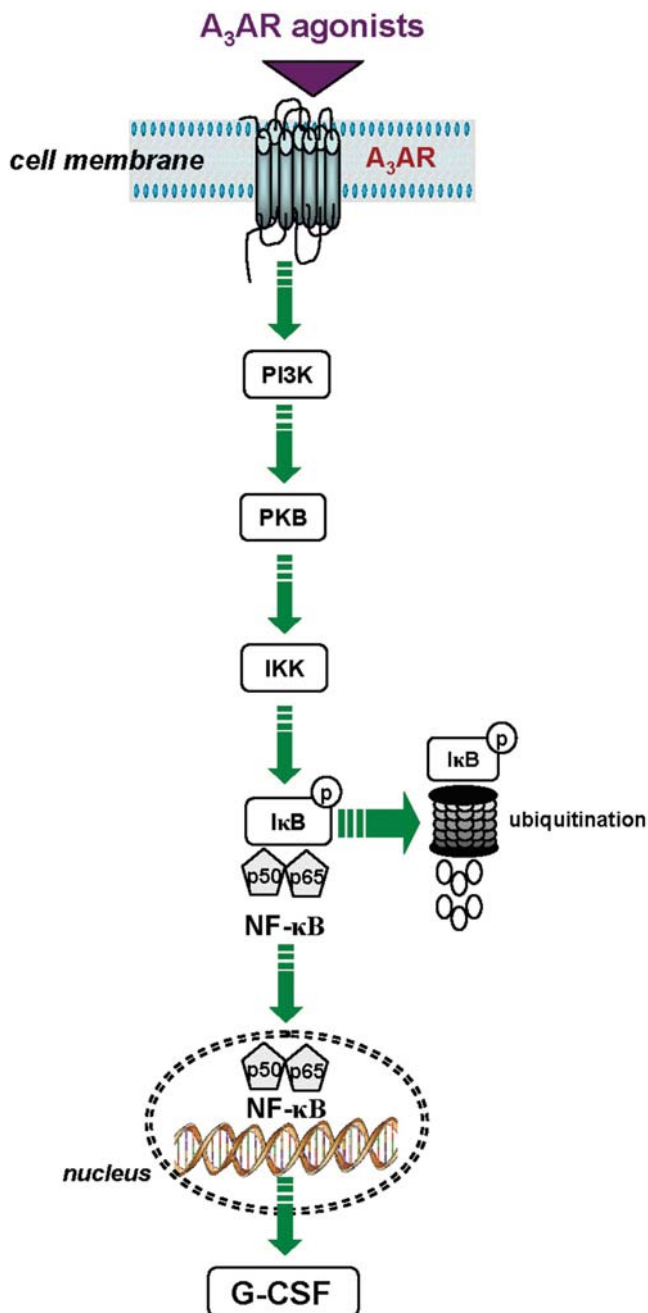 A₃AR agonists
cell membrane
A₃AR
PI3K
PKB
IKK
p
IκB
p
IκB
ubiquitination
p50 p65
NF-κB
p50 p65
NF-κB
nucleus
G-CSF